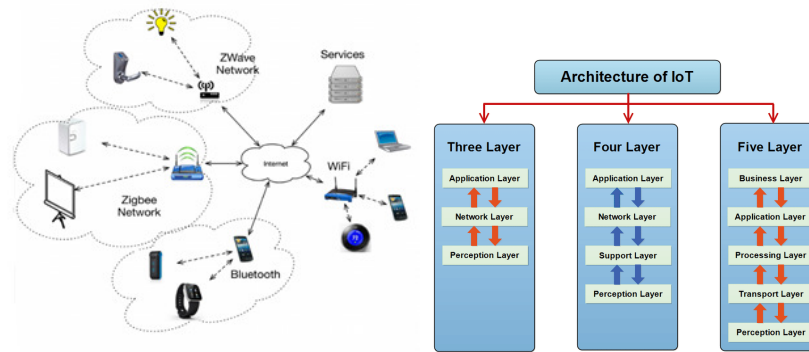 ZWave
Network
Services
Internet
WiFi
Zigbee
Network
Bluetooth
Architecture of IoT
Three Layer
Application Layer
Network Layer
Perception Layer
Four Layer
Application Layer
Network Layer
Support Layer
Perception Layer
Five Layer
Business Layer
Application Layer
Processing Layer
Transport Layer
Perception Layer